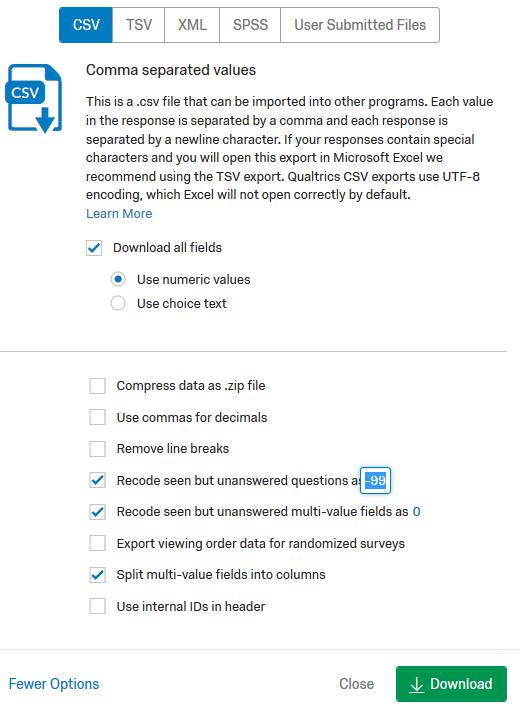 CSV TSV XML SPSS User Submitted Files
CSV
Comma separated values
This is a .csv file that can be imported into other programs. Each value
in the response is separated by a comma and each response is
separated by a newline character. If your responses contain special
characters and you will open this export in Microsoft Excel we
recommend using the TSV export. Qualtrics CSV exports use UTF-8
encoding, which Excel will not open correctly by default.
Learn More
Download all fields
Use numeric values
Use choice text
Compress data as .zip file
Use commas for decimals
Remove line breaks
Recode seen but unanswered questions as -99
Recode seen but unanswered multi-value fields as 0
Export viewing order data for randomized surveys
Split multi-value fields into columns
Use internal IDs in header
Fewer Options Close Download